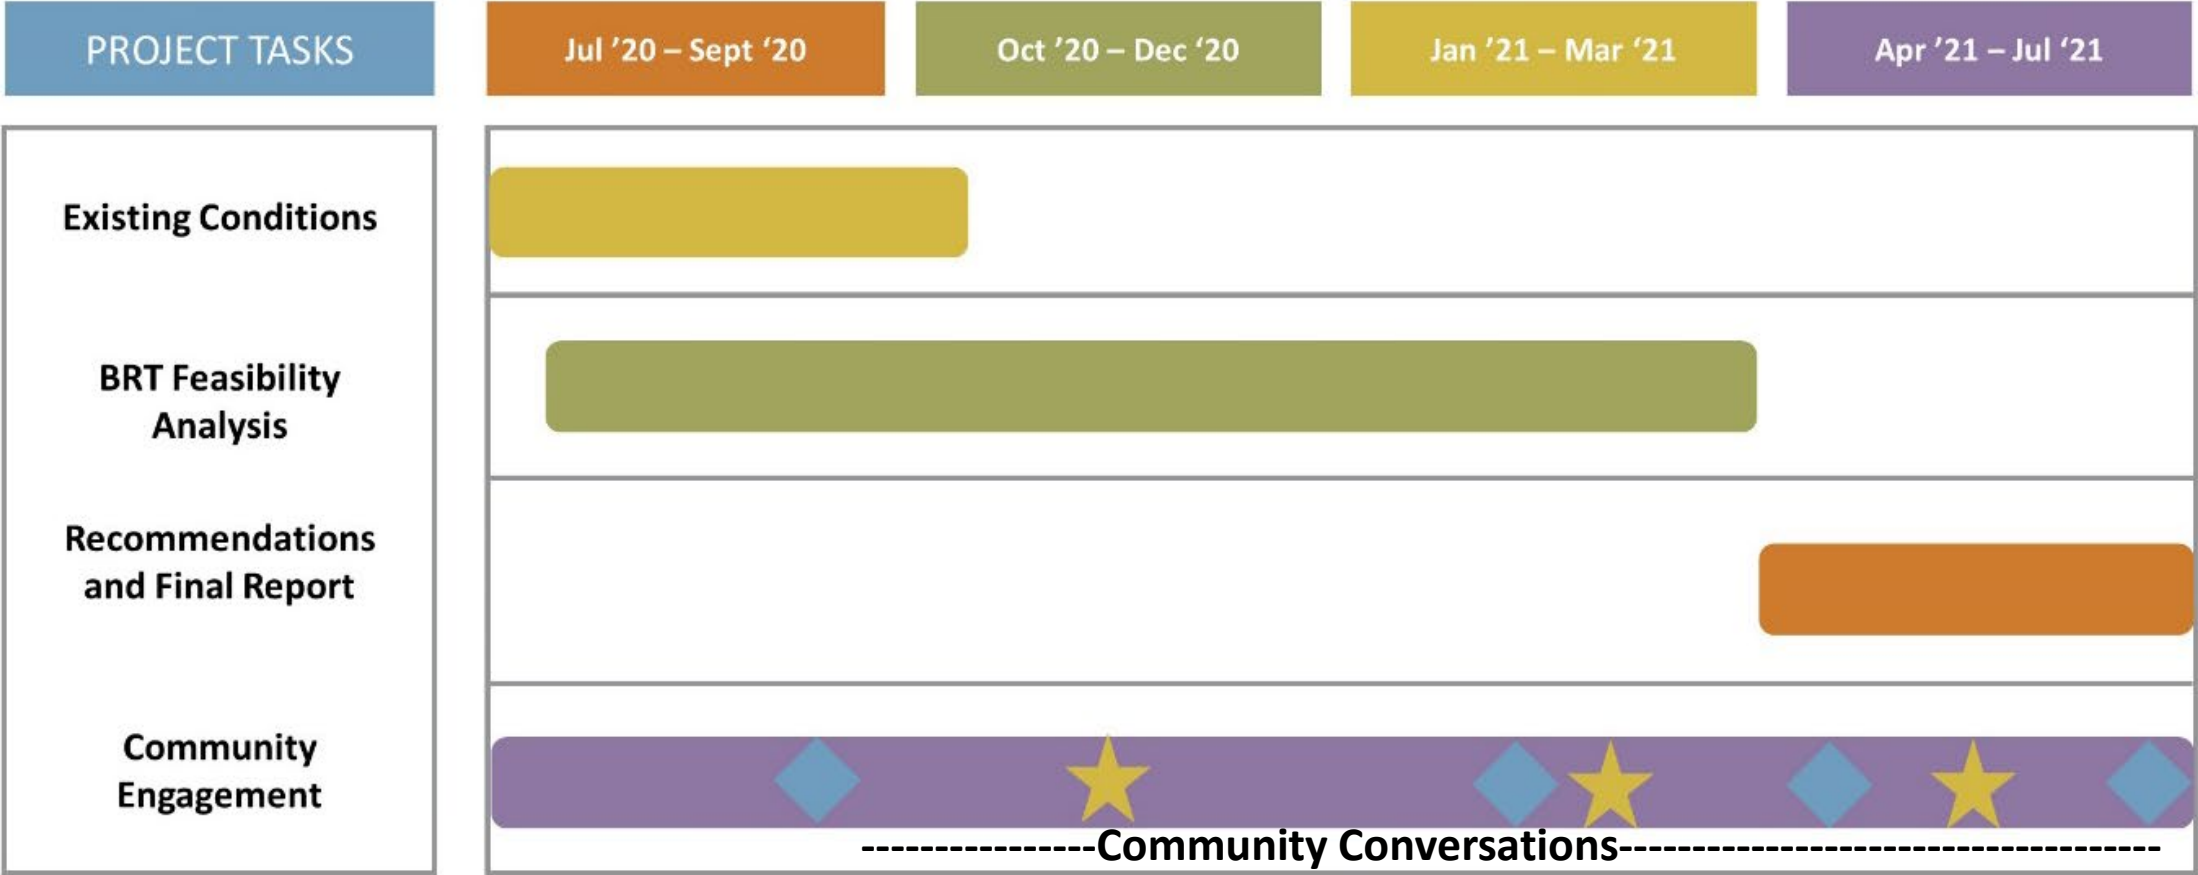 PROJECT TASKS
Jul ’20 – Sept ‘20
Oct ’20 – Dec ‘20
Jan ’21 – Mar ‘21
Apr ’21 – Jul ‘21
Existing Conditions
BRT Feasibility
Analysis
Recommendations
and Final Report
Community
Engagement
----------------Community Conversations-------------------------------------